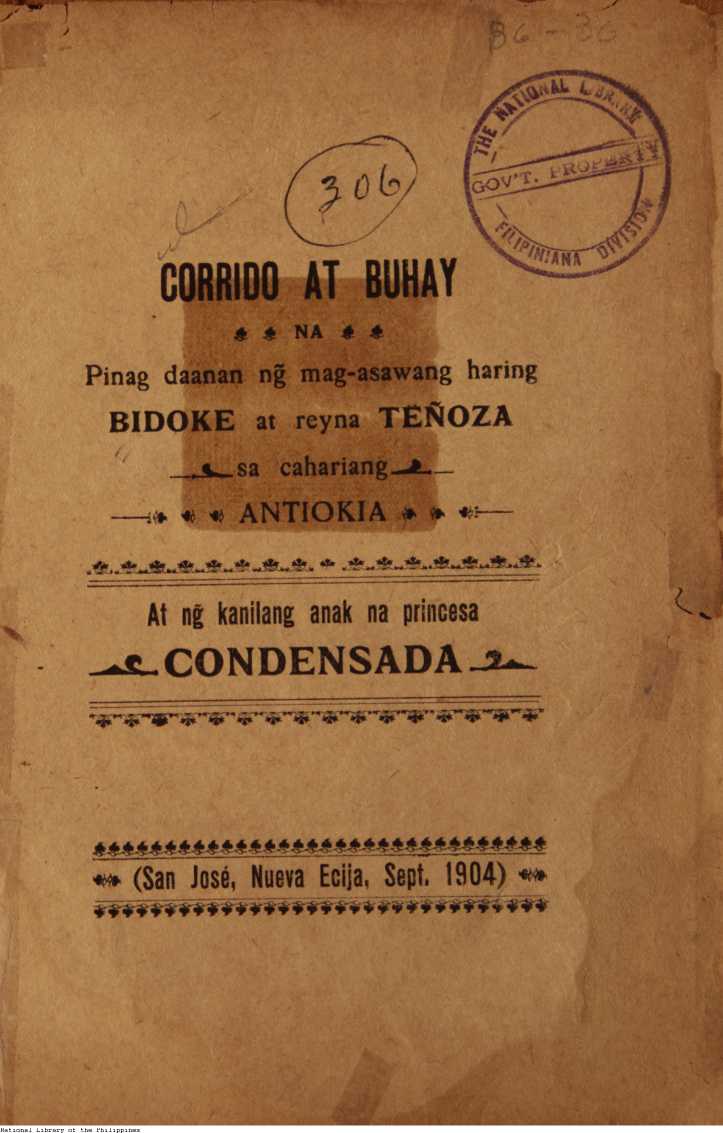 86-36
THE NATIONAL LIBRARY
GOV'T. PROPERTY
FILIPINIANA DIVISION
306
CORRIDO AT BUHAY
NA
Pinag daanan ng̃ mag-asawang haring
BIDOKE at reyna TEÑOZA
sa cahariang
ANTIOKIA
At ng̃ kanilang anak na princesa
CONDENSADA
(San José, Nueva Ecija, Sept. 1904)
National Library of the Philippines